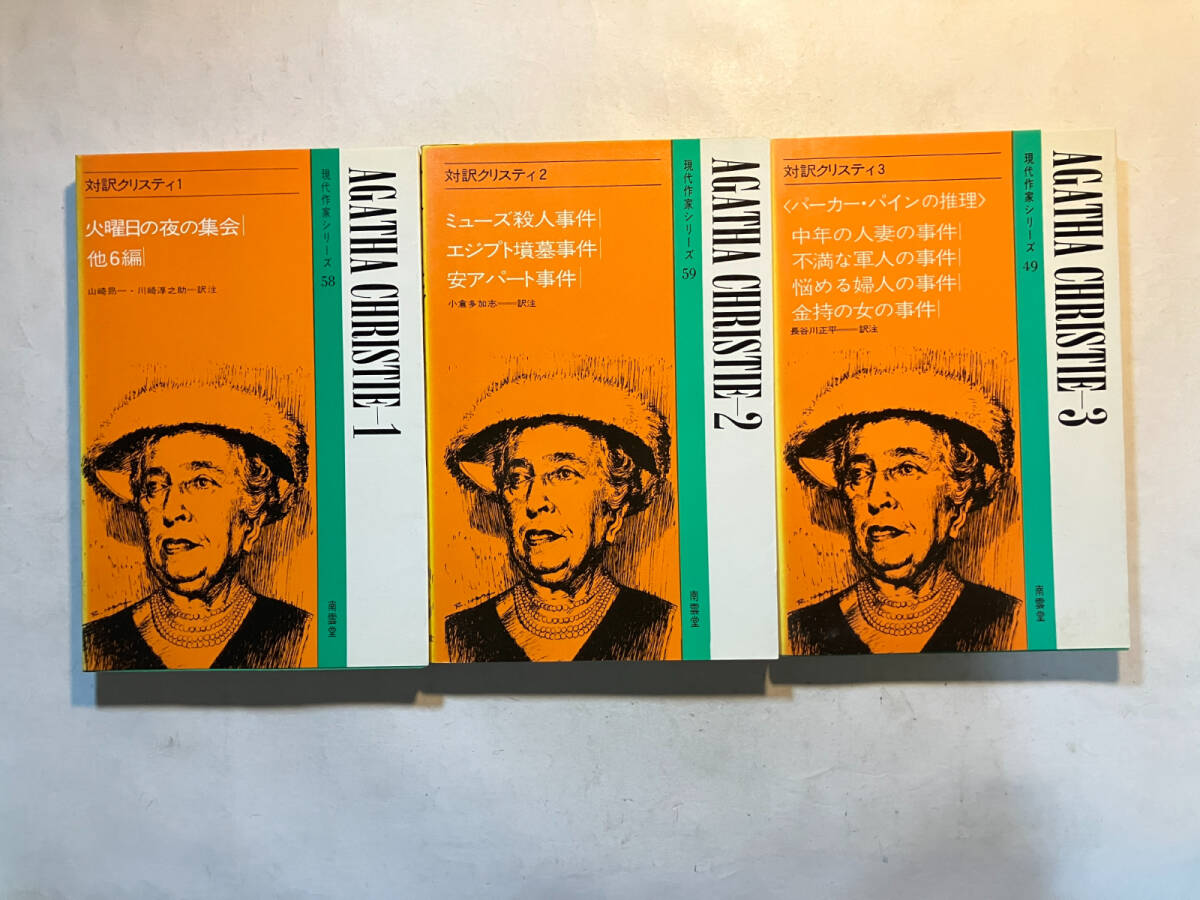 対訳クリスティ1
火曜日の夜の集会
他6編
山崎勉一・川崎淳之助─訳注
現代作家シリーズ 58
南雲堂
AGATHA CHRISTIE-1
対訳クリスティ2
ミューズ殺人事件
エジプト墳墓事件
安アパート事件
小倉多加志──訳注
現代作家シリーズ 59
南雲堂
AGATHA CHRISTIE-2
対訳クリスティ3
〈パーカー・パインの推理〉
中年の人妻の事件
不満な軍人の事件
悩める婦人の事件
金持の女の事件
長谷川正平──訳注
現代作家シリーズ 49
南雲堂
AGATHA CHRISTIE-3